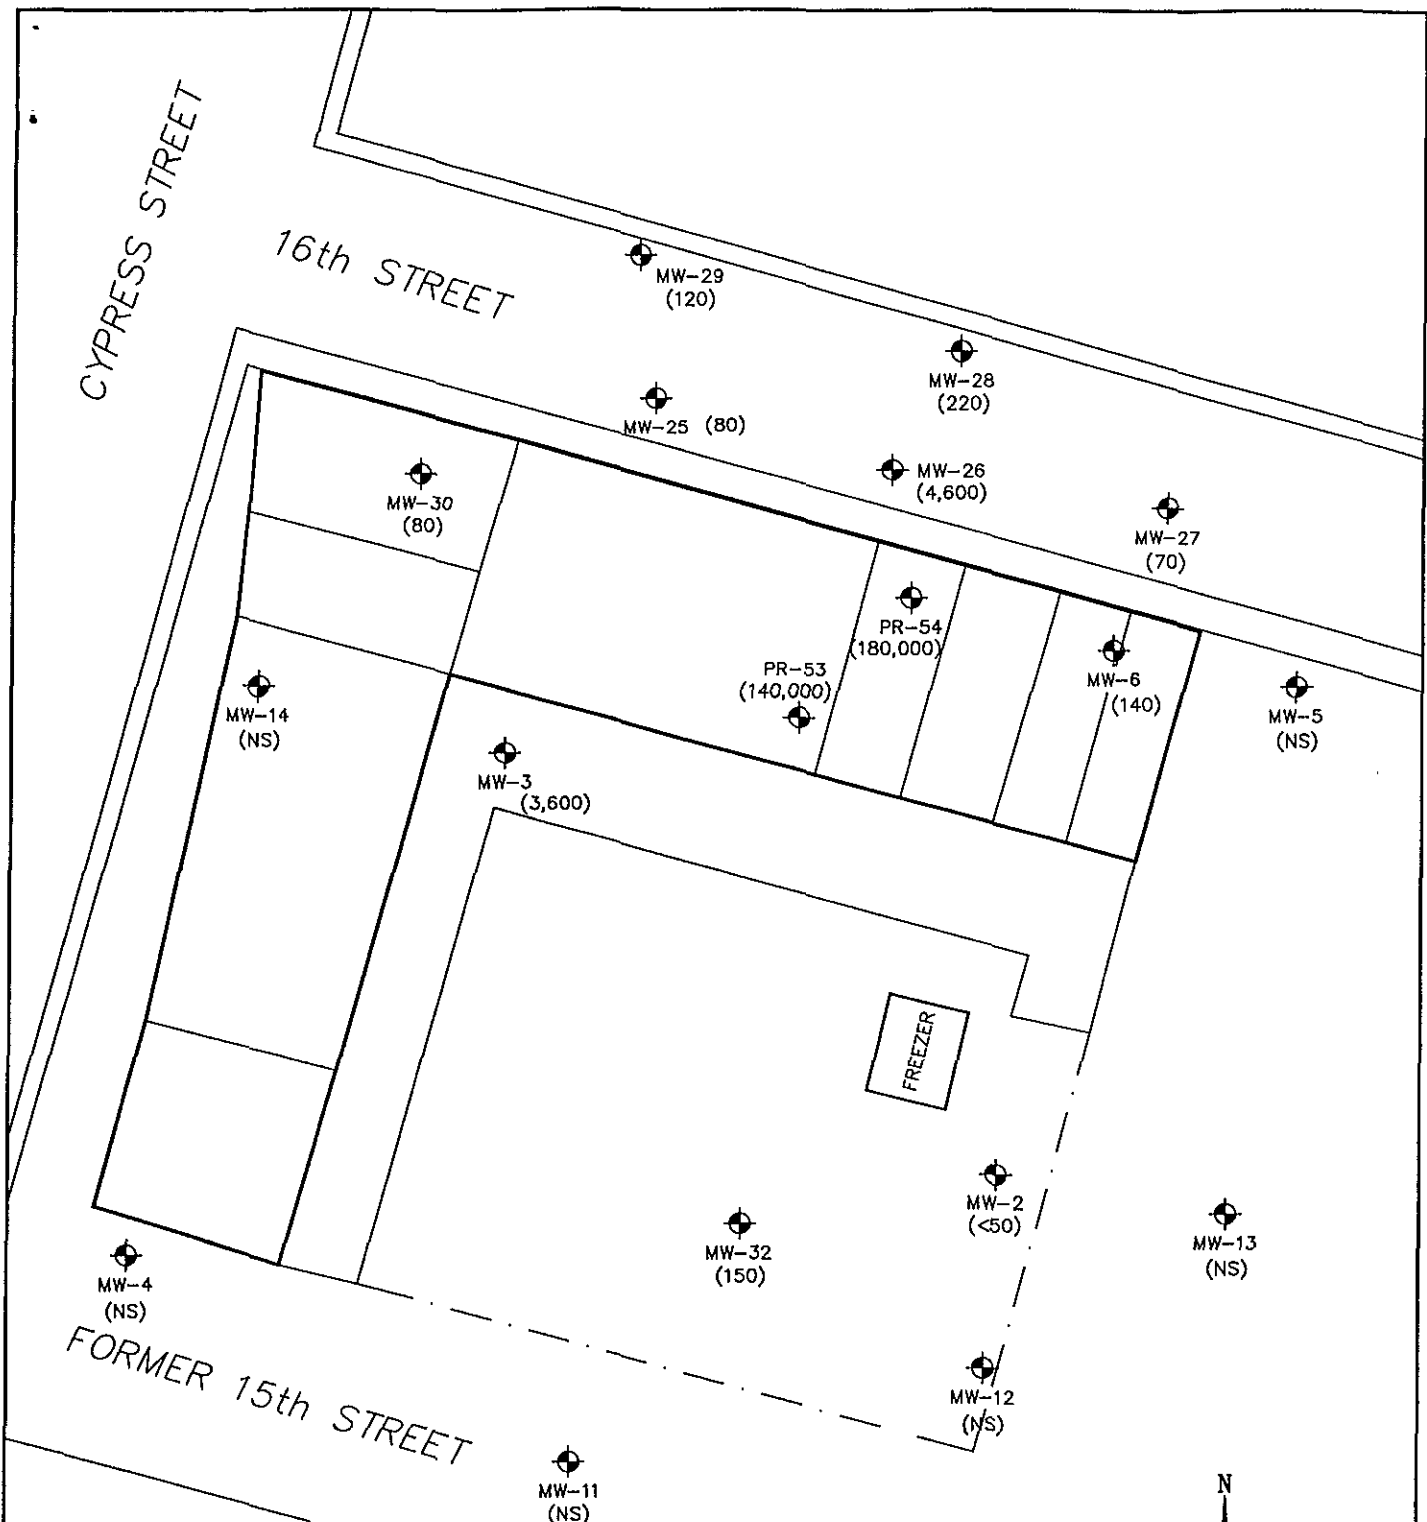 CYPRESS STREET
16th STREET
MW-29
(120)
MW-28
(220)
MW-25 (80)
MW-26
(4,600)
MW-30
(80)
MW-27
(70)
PR-54
(180,000)
PR-53
(140,000)
MW-6
(140)
MW-14
(NS)
MW-5
(NS)
MW-3
(3,600)
FREEZER
MW-2
(<50)
MW-32
(150)
MW-13
(NS)
MW-4
(NS)
FORMER 15th STREET
MW-12
(NS)
MW-11
(NS)
N